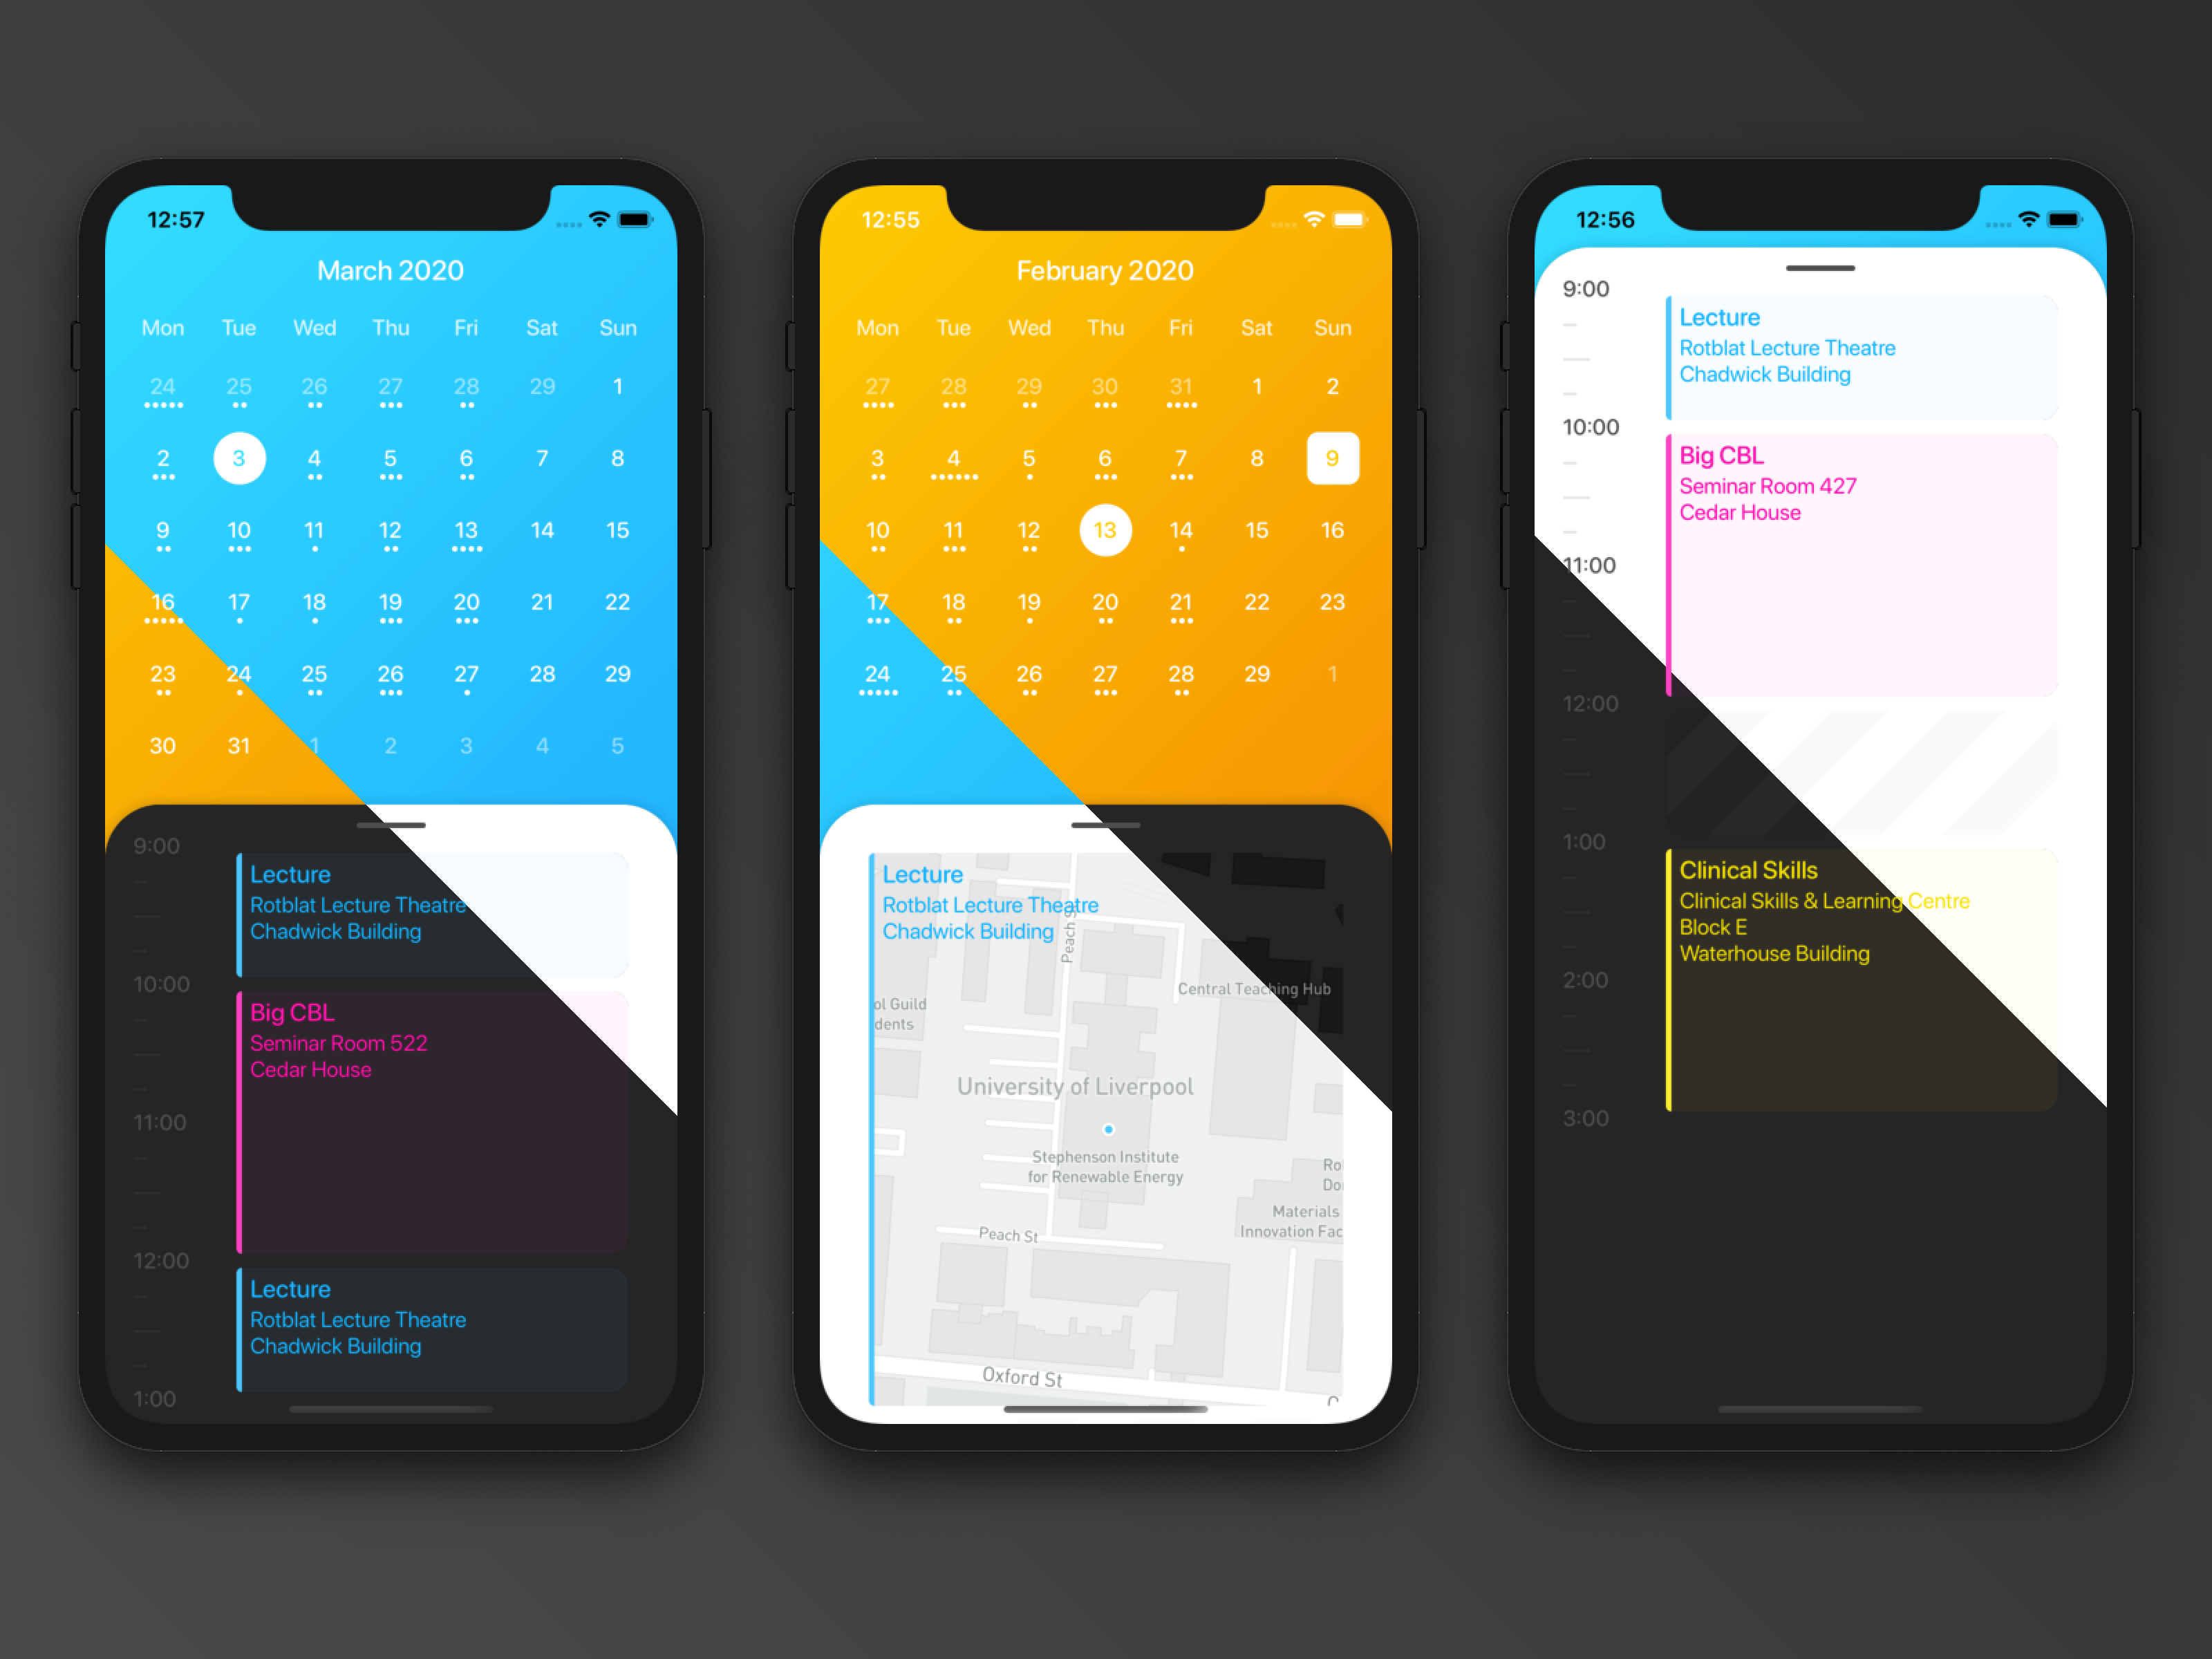 12:57
March 2020
Mon Tue Wed Thu Fri Sat Sun
24 25 26 27 28 29 1
2 3 4 5 6 7 8
9 10 11 12 13 14 15
16 17 18 19 20 21 22
23 24 25 26 27 28 29
30 31 1 2 3 4 5
9:00
Lecture
Rotblat Lecture Theatre
Chadwick Building
10:00
Big CBL
Seminar Room 522
Cedar House
11:00
12:00
Lecture
Rotblat Lecture Theatre
Chadwick Building
1:00
12:55
February 2020
Mon Tue Wed Thu Fri Sat Sun
27 28 29 30 31 1 2
3 4 5 6 7 8 9
10 11 12 13 14 15 16
17 18 19 20 21 22 23
24 25 26 27 28 29 1
Lecture
Rotblat Lecture Theatre
Chadwick Building
Peach S
Central Teaching Hub
ol Guild
dents
University of Liverpool
Stephenson Institute
for Renewable Energy
Ro
Do
Materials
Innovation Fac
Peach St
Oxford St
12:56
9:00
Lecture
Rotblat Lecture Theatre
Chadwick Building
10:00
Big CBL
Seminar Room 427
Cedar House
11:00
12:00
1:00
Clinical Skills
Clinical Skills & Learning Centre
Block E
Waterhouse Building
2:00
3:00